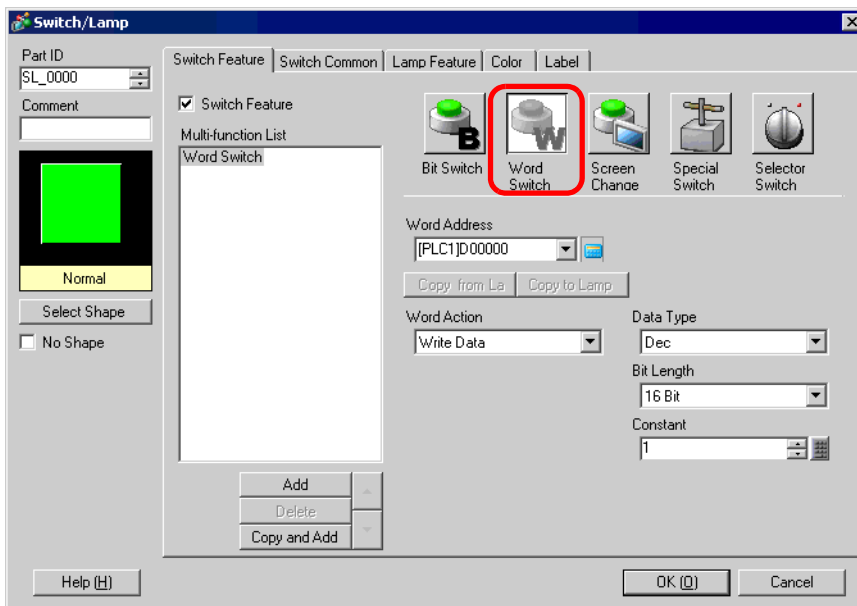 Switch/Lamp
Part ID
SL_0000
Comment
Normal
Select Shape
No Shape
Switch Feature Switch Common Lamp Feature Color Label
Switch Feature
Multi-function List
Word Switch
Add
Delete
Copy and Add
B
Bit Switch
W
Word
Switch
Screen
Change
Special
Switch
Selector
Switch
Word Address
[PLC1]D00000
Copy from La Copy to Lamp
Word Action
Write Data
Data Type
Dec
Bit Length
16 Bit
Constant
1
Help (H) OK (O) Cancel